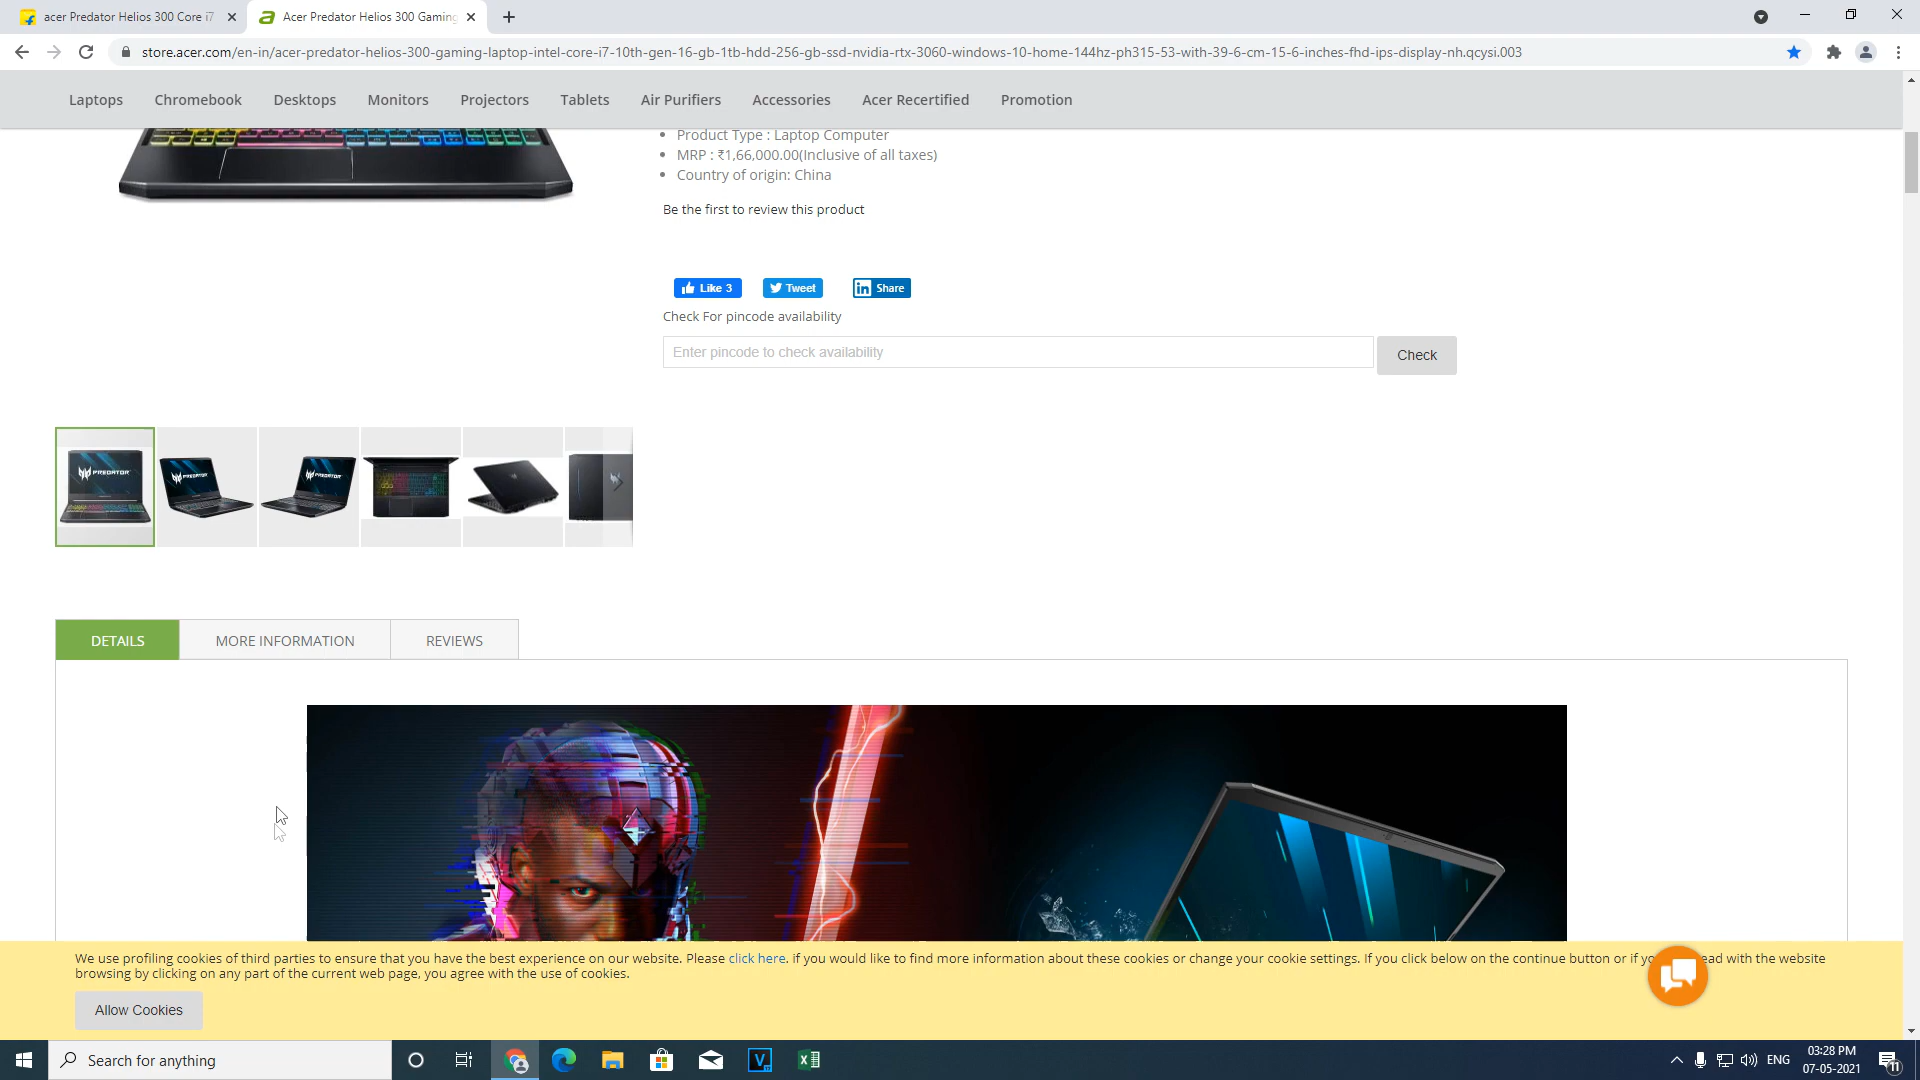 acer Predator Helios 300 Core i7
Acer Predator Helios 300 Gaming
store.acer.com/en-in/acer-predator-helios-300-gaming-laptop-intel-core-i7-10th-gen-16-gb-1tb-hdd-256-gb-ssd-nvidia-rtx-3060-windows-10-home-144hz-ph315-53-with-39-6-cm-15-6-inches-fhd-ips-display-nh.qcysi.003
Laptops Chromebook Desktops Monitors Projectors Tablets Air Purifiers Accessories Acer Recertified Promotion
Product Type : Laptop Computer
MRP : ₹1,66,000.00(Inclusive of all taxes)
Country of origin: China
Be the first to review this product
Like 3 Tweet in Share
Check For pincode availability
Enter pincode to check availability Check
PREDATOR PREDATOR PREDATOR
DETAILS MORE INFORMATION REVIEWS
We use profiling cookies of third parties to ensure that you have the best experience on our website. Please click here. if you would like to find more information about these cookies or change your cookie settings. If you click below on the continue button or if ead with the website
browsing by clicking on any part of the current web page, you agree with the use of cookies.
Allow Cookies
Search for anything
ENG
03:28 PM
07-05-2021
11